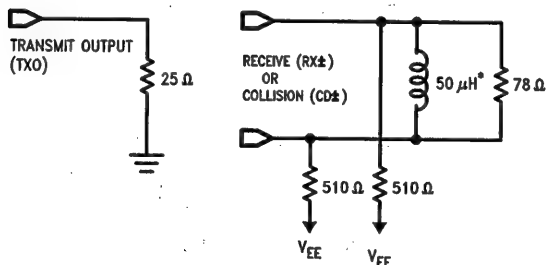 TRANSMIT OUTPUT
(TXO)
25 Ω
RECEIVE (RX±)
OR
COLLISION (CD±)
50 μH*
78 Ω
510 Ω
510 Ω
VEE
VEE